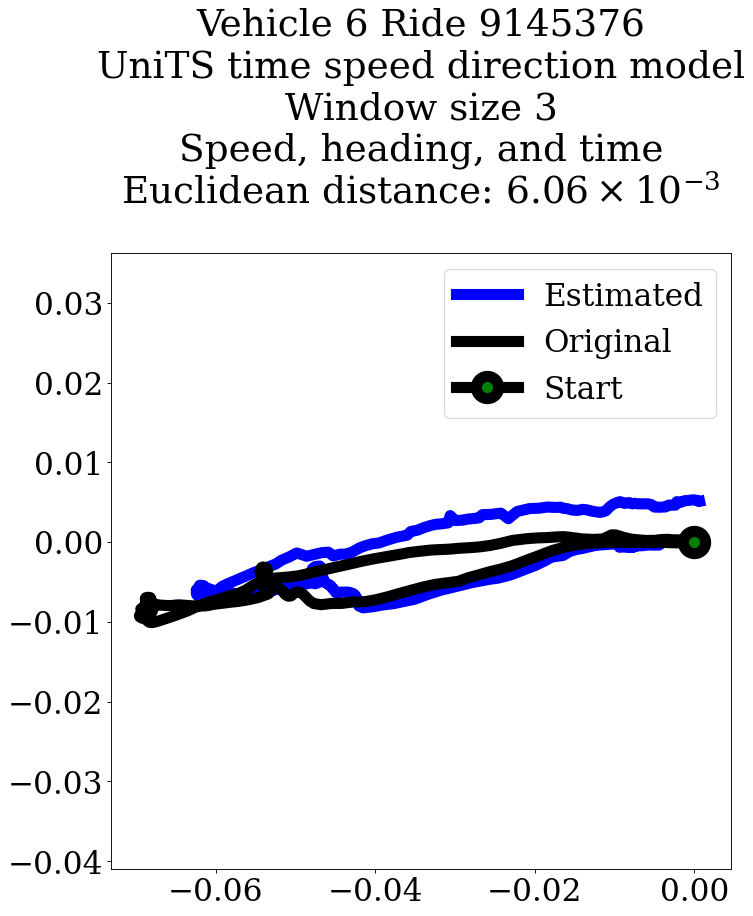 Vehicle 6 Ride 9145376
UniTS time speed direction model
Window size 3
Speed, heading, and time
Euclidean distance: 6.06 × 10⁻³
Estimated
Original
Start
0.03
0.02
0.01
0.00
−0.01
−0.02
−0.03
−0.04
−0.06 −0.04 −0.02 0.00